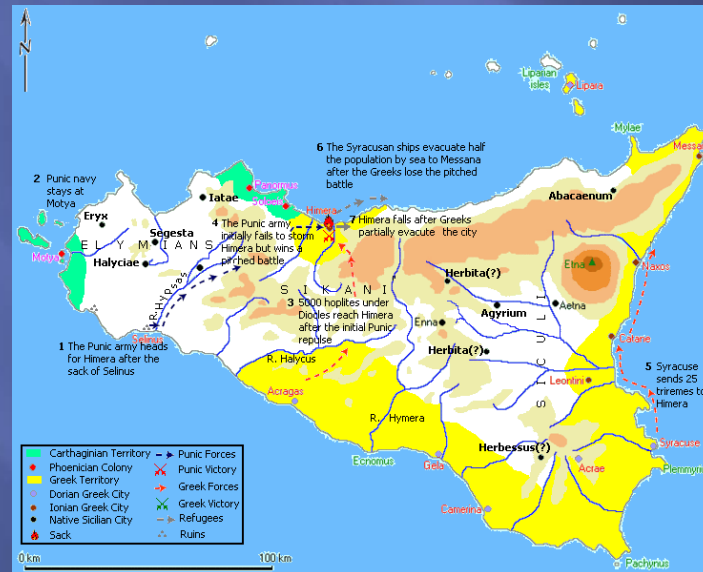 N
Liparian
isles
Lipara
6 The Syracusan ships evacuate half
the population by sea to Messana
after the Greeks lose the pitched
battle
Mylae
Messa
2 Punic navy
stays at
Motya
Panormus
Soluns
Iatae
Himera
Abacaenum
Eryx
4 The Punic army
initially fails to storm
Himera but wins a
pitched battle.
7 Himera falls after Greeks
partially evacuate the city
Segesta
ELYMIANS
Motya
Halyciae
Etna
Naxos
R. Hypsas
SIKANI
Herbita(?)
3 5000 hoplites under
Diocles reach Himera
after the initial Punic
repulse
Agyrium
Aetna
Enna
SICULI
Selinus
1 The Punic army heads
for Himera after the
sack of Selinus
R. Halycus
Herbita(?)
Catane
5 Syracuse
sends 25
triremes to
Himera
Acragas
Leontini
R. Hymera
Syracuse
Herbessus(?)
Ecnomus
Gela
Acrae
Plemmyriu
Camerina
Pachynus
Carthaginian Territory
Punic Forces
Phoenician Colony
Punic Victory
Greek Territory
Greek Forces
Dorian Greek City
Greek Victory
Ionian Greek City
Refugees
Native Sicilian City
Ruins
Sack
0 km
100 km